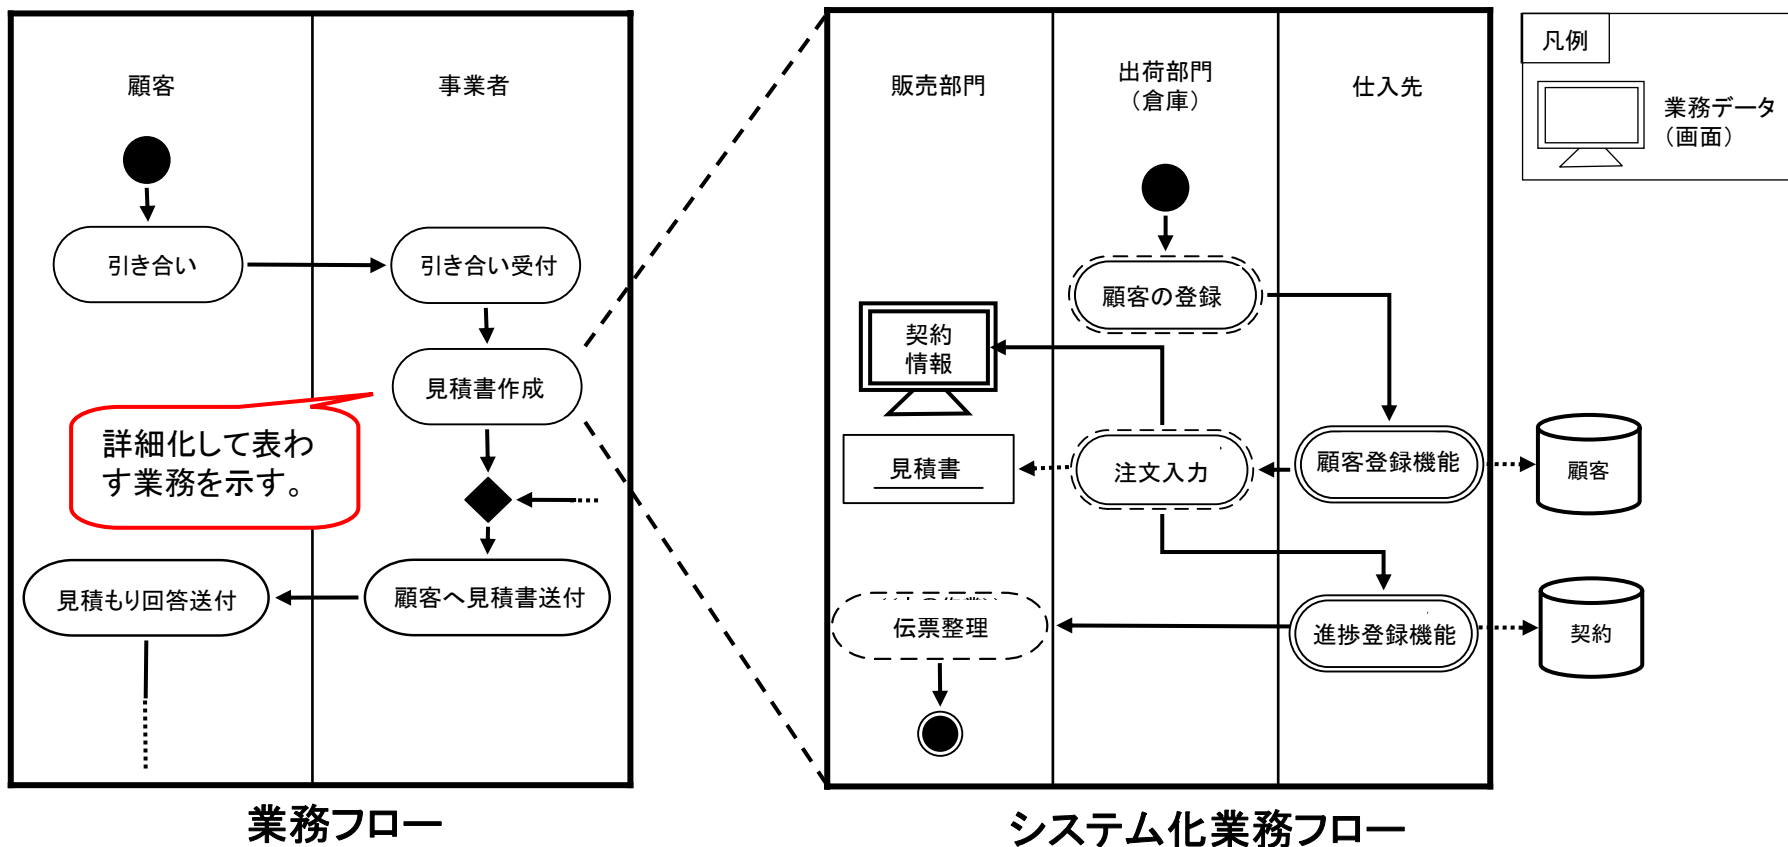 顧客
事業者
引き合い
引き合い受付
見積書作成
詳細化して表わ
す業務を示す。
顧客へ見積書送付
見積もり回答送付
業務フロー
販売部門
出荷部門
（倉庫）
仕入先
顧客の登録
契約
情報
見積書
注文入力
顧客登録機能
顧客
伝票整理
進捗登録機能
契約
システム化業務フロー
凡例
業務データ
（画面）